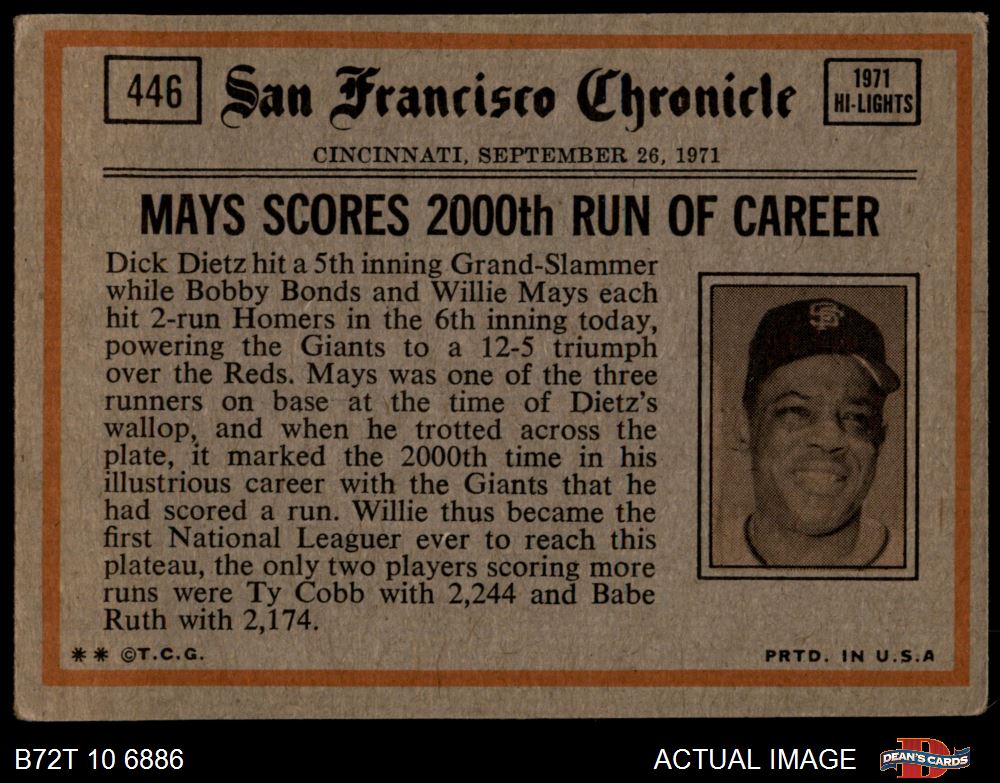 446
San Francisco Chronicle
1971
HI-LIGHTS
CINCINNATI, SEPTEMBER 26, 1971
MAYS SCORES 2000th RUN OF CAREER
Dick Dietz hit a 5th inning Grand-Slammer
while Bobby Bonds and Willie Mays each
hit 2-run Homers in the 6th inning today,
powering the Giants to a 12-5 triumph
over the Reds. Mays was one of the three
runners on base at the time of Dietz's
wallop, and when he trotted across the
plate, it marked the 2000th time in his
illustrious career with the Giants that he
had scored a run. Willie thus became the
first National Leaguer ever to reach this
plateau, the only two players scoring more
runs were Ty Cobb with 2,244 and Babe
Ruth with 2,174.
SF
** ©T.C.G.
PRTD. IN U.S.A
B72T 10 6886
ACTUAL IMAGE
D
DEAN'S CARDS